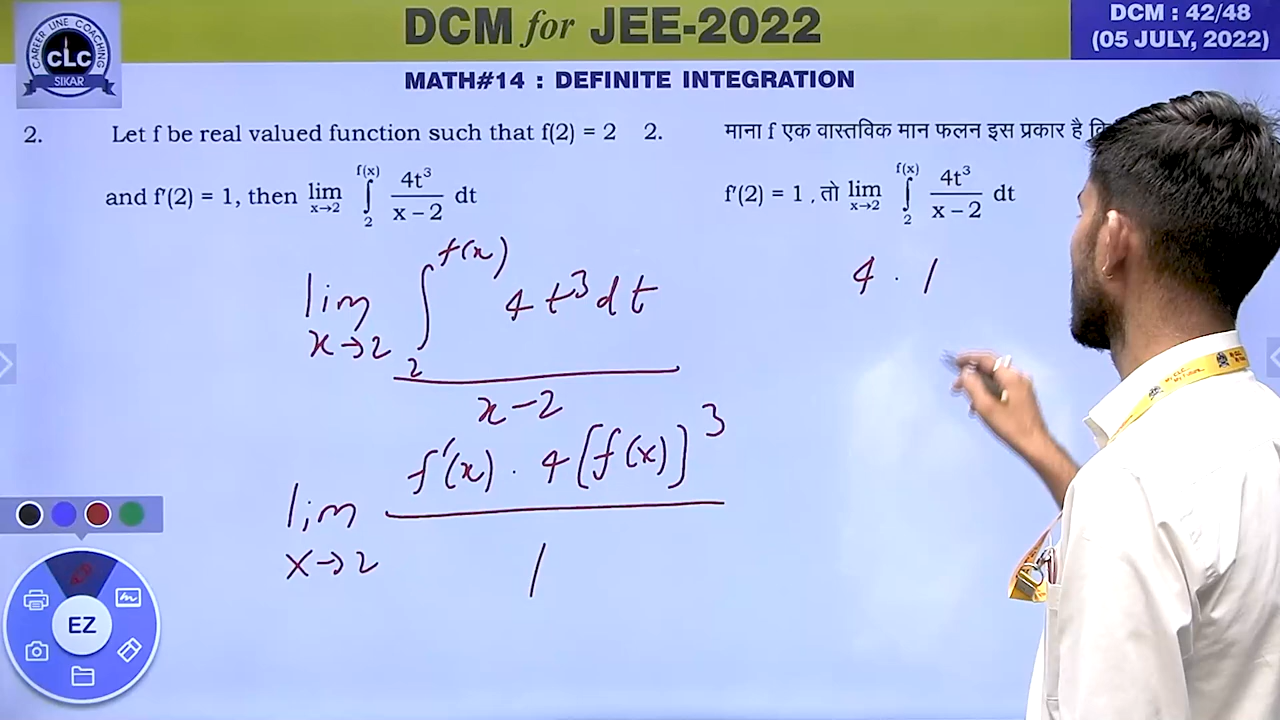 DCM for JEE-2022
DCM : 42/48
(05 JULY, 2022)
CAREER LINE COACHING
CLC
SIKAR
MATH#14 : DEFINITE INTEGRATION
2. Let f be real valued function such that f(2) = 2
and f'(2) = 1, then lim x→2 ∫ 2 f(x) 4t³ / x – 2 dt
2. माना f एक वास्तविक मान फलन इस प्रकार है
f'(2) = 1 , तो lim x→2 ∫ 2 f(x) 4t³ / x – 2 dt
lim x→2 ∫ 2 f(x) 4t³dt
x-2
lim x→2 f'(x) · 4[f(x)]³
1
4 · 1
EZ